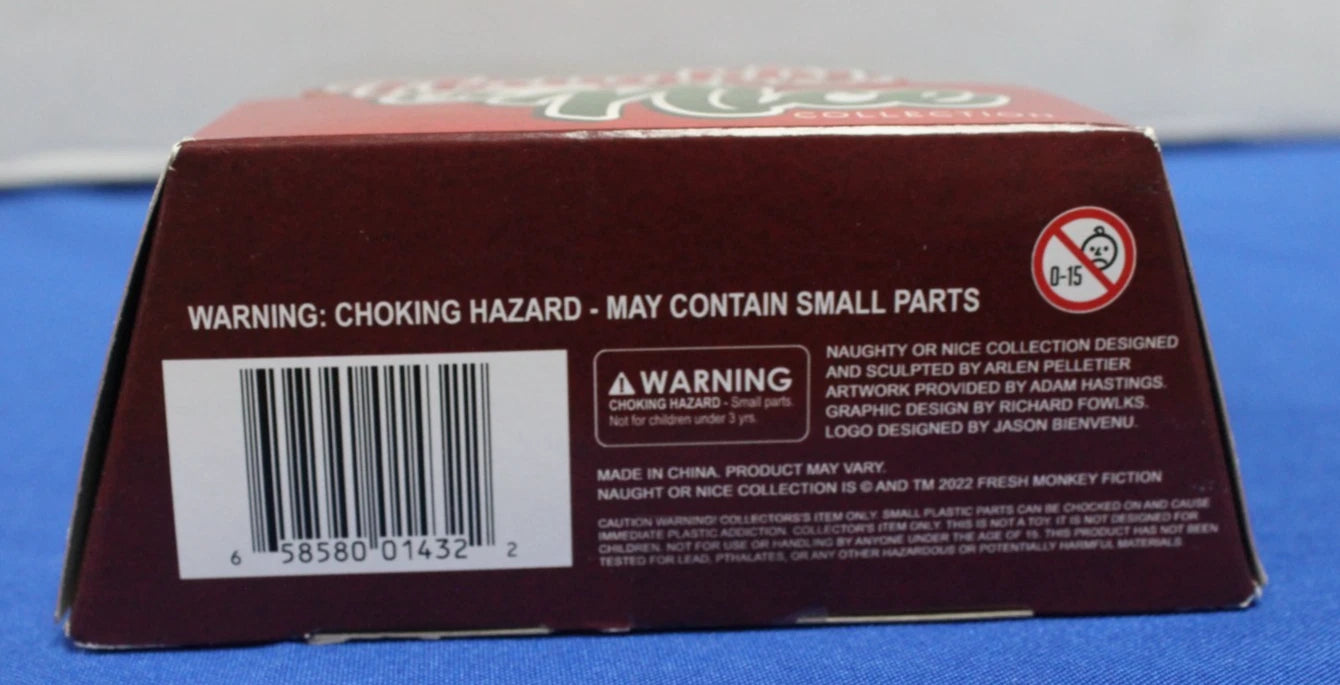 Nice
COLLECTION
0-15
WARNING: CHOKING HAZARD - MAY CONTAIN SMALL PARTS
WARNING
CHOKING HAZARD - Small parts.
Not for children under 3 yrs.
NAUGHTY OR NICE COLLECTION DESIGNED
AND SCULPTED BY ARLEN PELLETIER
ARTWORK PROVIDED BY ADAM HASTINGS.
GRAPHIC DESIGN BY RICHARD FOWLKS.
LOGO DESIGNED BY JASON BIENVENU.
MADE IN CHINA. PRODUCT MAY VARY.
NAUGHT OR NICE COLLECTION IS © AND TM 2022 FRESH MONKEY FICTION
CAUTION WARNING! COLLECTORS'S ITEM ONLY. SMALL PLASTIC PARTS CAN BE CHOCKED ON AND CAUSE
IMMEDIATE PLASTIC ADDICTION. COLLECTOR'S ITEM ONLY. THIS IS NOT A TOY. IT IS NOT DESIGNED FOR
CHILDREN. NOT FOR USE OR HANDLING BY ANYONE UNDER THE AGE OF 15. THIS PRODUCT HAS NOT BEEN
TESTED FOR LEAD, PTHALATES, OR ANY OTHER HAZARDOUS OR POTENTIALLY HARMFUL MATERIALS
6 58580 01432 2